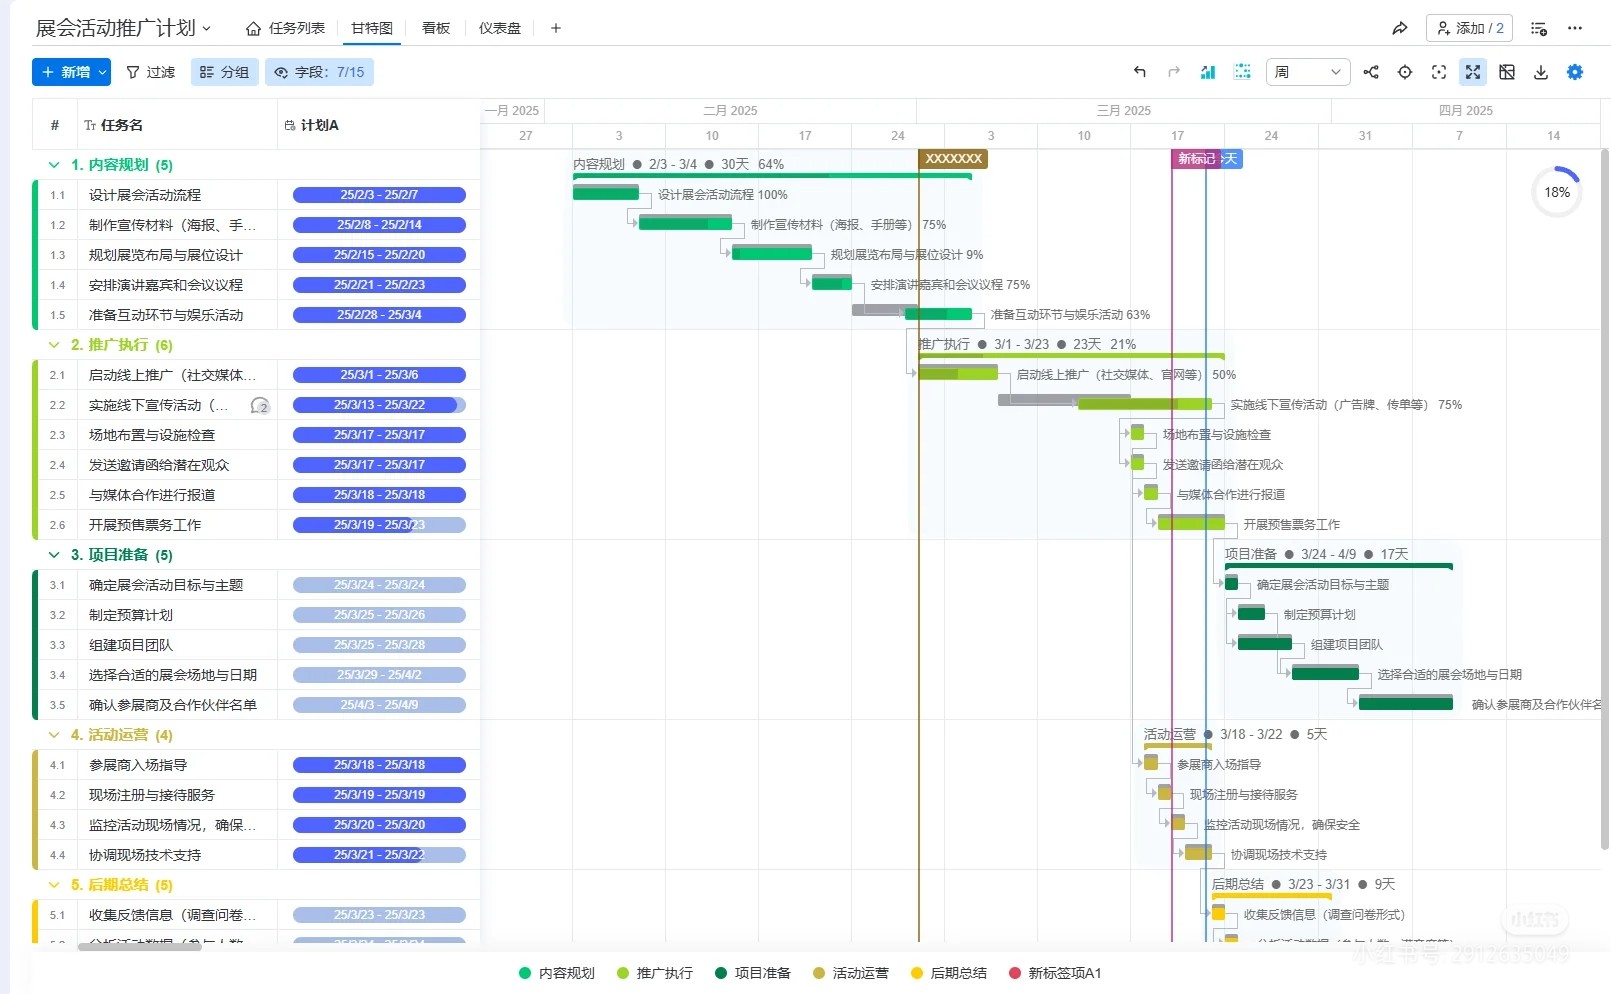 展会活动推广计划
任务列表
甘特图
看板
仪表盘
添加 / 2
新增
过滤
分组
字段：7/15
周
# 任务名 计划A
一月 2025 二月 2025 三月 2025 四月 2025
27 3 10 17 24 3 10 17 24 31 7 14
XXXXXXX
新标记
天
18%
1. 内容规划 (5)
内容规划 ● 2/3 - 3/4 ● 30天 64%
1.1 设计展会活动流程 25/2/3 - 25/2/7 设计展会活动流程 100%
1.2 制作宣传材料（海报、手... 25/2/8 - 25/2/14 制作宣传材料（海报、手册等） 75%
1.3 规划展览布局与展位设计 25/2/15 - 25/2/20 规划展览布局与展位设计 9%
1.4 安排演讲嘉宾和会议议程 25/2/21 - 25/2/23 安排演讲嘉宾和会议议程 75%
1.5 准备互动环节与娱乐活动 25/2/28 - 25/3/4 准备互动环节与娱乐活动 63%
2. 推广执行 (6)
推广执行 ● 3/1 - 3/23 ● 23天 21%
2.1 启动线上推广（社交媒体... 25/3/1 - 25/3/6 启动线上推广（社交媒体、官网等） 50%
2.2 实施线下宣传活动（... 2 25/3/13 - 25/3/22 实施线下宣传活动（广告牌、传单等） 75%
2.3 场地布置与设施检查 25/3/17 - 25/3/17 场地布置与设施检查
2.4 发送邀请函给潜在观众 25/3/17 - 25/3/17 发送邀请函给潜在观众
2.5 与媒体合作进行报道 25/3/18 - 25/3/18 与媒体合作进行报道
2.6 开展预售票务工作 25/3/19 - 25/3/23 开展预售票务工作
3. 项目准备 (5)
项目准备 ● 3/24 - 4/9 ● 17天
3.1 确定展会活动目标与主题 25/3/24 - 25/3/24 确定展会活动目标与主题
3.2 制定预算计划 25/3/25 - 25/3/26 制定预算计划
3.3 组建项目团队 25/3/25 - 25/3/28 组建项目团队
3.4 选择合适的展会场地与日期 25/3/29 - 25/4/2 选择合适的展会场地与日期
3.5 确认参展商及合作伙伴名单 25/4/3 - 25/4/9 确认参展商及合作伙伴名
4. 活动运营 (4)
活动运营 ● 3/18 - 3/22 ● 5天
4.1 参展商入场指导 25/3/18 - 25/3/18 参展商入场指导
4.2 现场注册与接待服务 25/3/19 - 25/3/19 现场注册与接待服务
4.3 监控活动现场情况，确保... 25/3/20 - 25/3/20 监控活动现场情况，确保安全
4.4 协调现场技术支持 25/3/21 - 25/3/22 协调现场技术支持
5. 后期总结 (5)
后期总结 ● 3/23 - 3/31 ● 9天
5.1 收集反馈信息（调查问卷... 25/3/23 - 25/3/23 收集反馈信息（调查问卷形式）
小红书
小红书号 2912635049
内容规划 推广执行 项目准备 活动运营 后期总结 新标签项A1